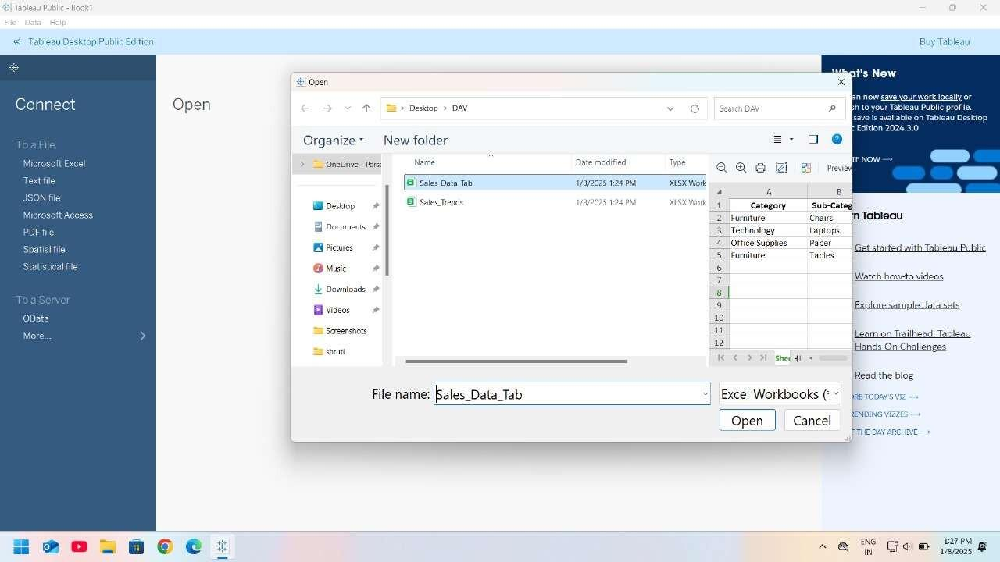 Tableau Public - Book1
File Data Help
Tableau Desktop Public Edition
Buy Tableau
Connect
To a File
Microsoft Excel
Text file
JSON file
Microsoft Access
PDF file
Spatial file
Statistical file
To a Server
OData
More...
Open
Open
Desktop DAV
Search DAV
Organize New folder
OneDrive - Pers
Desktop
Documents
Pictures
Music
Downloads
Videos
Screenshots
shruti
Name Date modified Type
Sales_Data_Tab 1/8/2025 1:24 PM XLSX Work
Sales_Trends 1/8/2025 1:24 PM XLSX Work
Preview
A B
1 Category Sub-Categ
2 Furniture Chairs
3 Technology Laptops
4 Office Supplies Paper
5 Furniture Tables
6
7
8
9
10
11
12
Shee
File name: Sales_Data_Tab
Excel Workbooks (*
Open Cancel
What's New
an now save your work locally or
sh to your Tableau Public profile.
save is available on Tableau Desktop
c Edition 2024.3.0
TE NOW
n Tableau
Get started with Tableau Public
Watch how-to videos
Explore sample data sets
Learn on Trailhead: Tableau
Hands-On Challenges
Read the blog
RE TODAY'S VIZ
RENDING VIZZES
F THE DAY ARCHIVE
ENG
IN
1:27 PM
1/8/2025